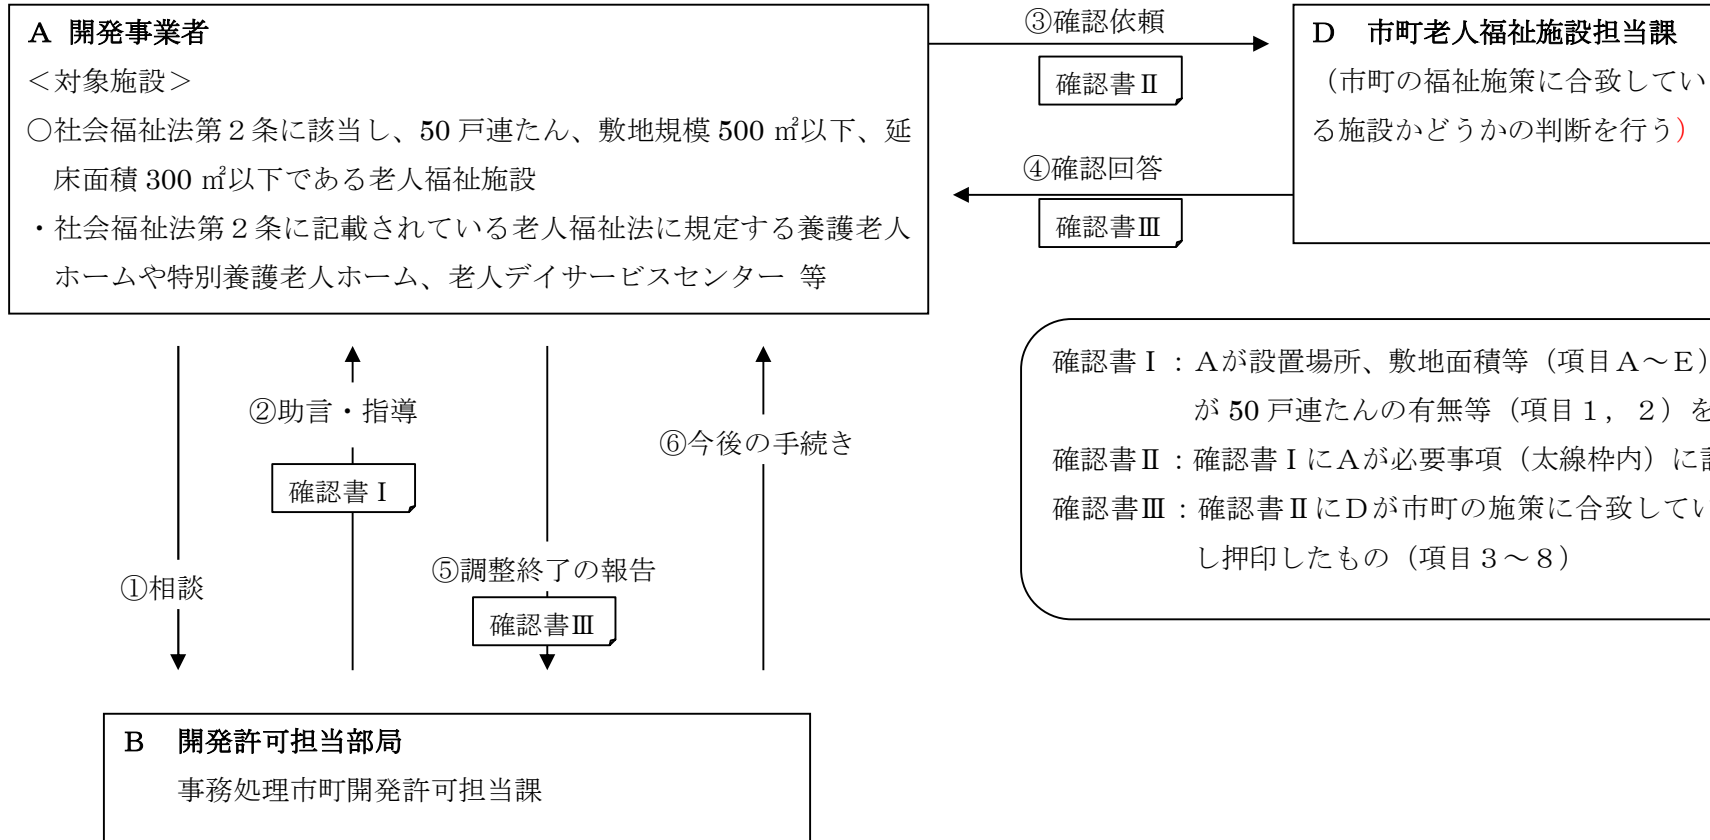 A 開発事業者
＜対象施設＞
○社会福祉法第２条に該当し、50 戸連たん、敷地規模 500 ㎡以下、延
床面積 300 ㎡以下である老人福祉施設
・社会福祉法第２条に記載されている老人福祉法に規定する養護老人
ホームや特別養護老人ホーム、老人デイサービスセンター 等
③確認依頼
確認書Ⅱ
④確認回答
確認書Ⅲ
D 市町老人福祉施設担当課
（市町の福祉施策に合致してい
る施設かどうかの判断を行う）
確認書Ⅰ：Ａが設置場所、敷地面積等（項目Ａ～Ｅ）
が 50 戸連たんの有無等（項目１，２）を
確認書Ⅱ：確認書ⅠにＡが必要事項（太線枠内）に
確認書Ⅲ：確認書ⅡにＤが市町の施策に合致してい
し押印したもの（項目３～８）
①相談
②助言・指導
確認書Ⅰ
⑤調整終了の報告
確認書Ⅲ
⑥今後の手続き
B 開発許可担当部局
事務処理市町開発許可担当課